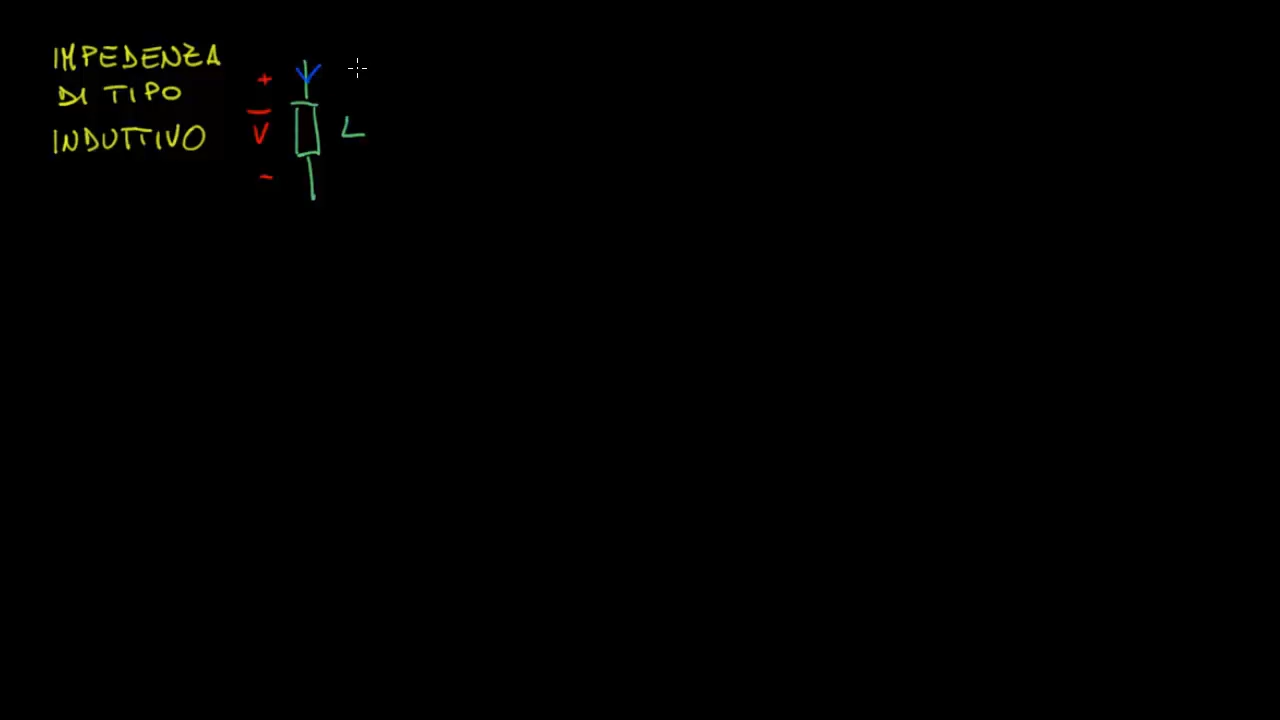 IMPEDENZA
DI TIPO
INDUTTIVO
+
V̅
L
-